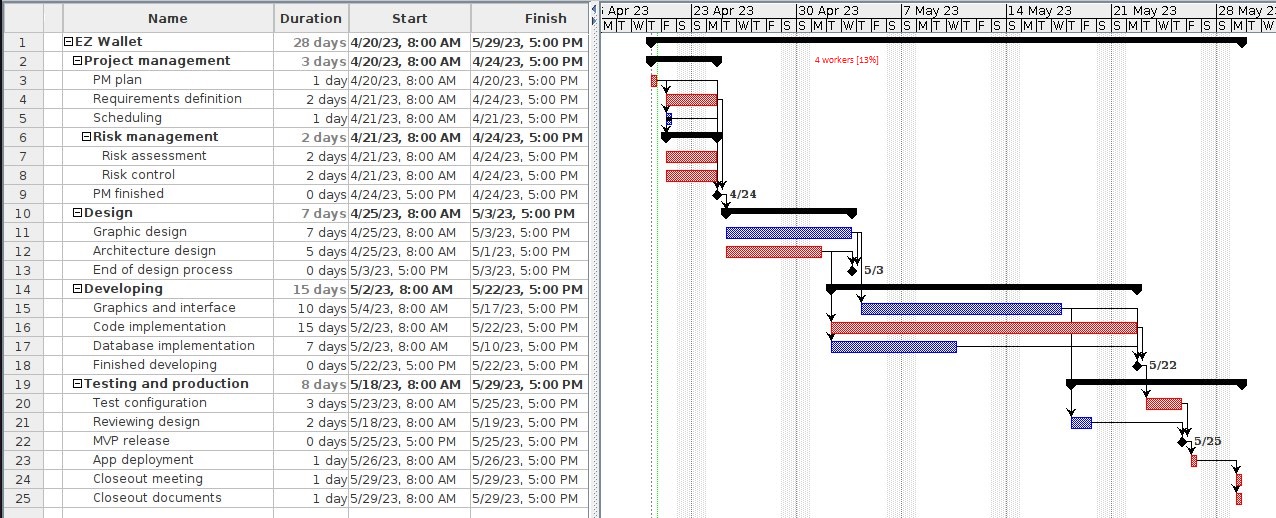 Name Duration Start Finish
5 Apr 23 23 Apr 23 30 Apr 23 7 May 23 14 May 23 21 May 23 28 May 23
M T W T F S S M T W T F S S M T W T F S S M T W T F S S M T W T F S S M T W T F S S M T W
1 EZ Wallet 28 days 4/20/23, 8:00 AM 5/29/23, 5:00 PM
2 Project management 3 days 4/20/23, 8:00 AM 4/24/23, 5:00 PM 4 workers [13%]
3 PM plan 1 day 4/20/23, 8:00 AM 4/20/23, 5:00 PM
4 Requirements definition 2 days 4/21/23, 8:00 AM 4/24/23, 5:00 PM
5 Scheduling 1 day 4/21/23, 8:00 AM 4/21/23, 5:00 PM
6 Risk management 2 days 4/21/23, 8:00 AM 4/24/23, 5:00 PM
7 Risk assessment 2 days 4/21/23, 8:00 AM 4/24/23, 5:00 PM
8 Risk control 2 days 4/21/23, 8:00 AM 4/24/23, 5:00 PM
9 PM finished 0 days 4/24/23, 5:00 PM 4/24/23, 5:00 PM 4/24
10 Design 7 days 4/25/23, 8:00 AM 5/3/23, 5:00 PM
11 Graphic design 7 days 4/25/23, 8:00 AM 5/3/23, 5:00 PM
12 Architecture design 5 days 4/25/23, 8:00 AM 5/1/23, 5:00 PM
13 End of design process 0 days 5/3/23, 5:00 PM 5/3/23, 5:00 PM 5/3
14 Developing 15 days 5/2/23, 8:00 AM 5/22/23, 5:00 PM
15 Graphics and interface 10 days 5/4/23, 8:00 AM 5/17/23, 5:00 PM
16 Code implementation 15 days 5/2/23, 8:00 AM 5/22/23, 5:00 PM
17 Database implementation 7 days 5/2/23, 8:00 AM 5/10/23, 5:00 PM
18 Finished developing 0 days 5/22/23, 5:00 PM 5/22/23, 5:00 PM 5/22
19 Testing and production 8 days 5/18/23, 8:00 AM 5/29/23, 5:00 PM
20 Test configuration 3 days 5/23/23, 8:00 AM 5/25/23, 5:00 PM
21 Reviewing design 2 days 5/18/23, 8:00 AM 5/19/23, 5:00 PM
22 MVP release 0 days 5/25/23, 5:00 PM 5/25/23, 5:00 PM 5/25
23 App deployment 1 day 5/26/23, 8:00 AM 5/26/23, 5:00 PM
24 Closeout meeting 1 day 5/29/23, 8:00 AM 5/29/23, 5:00 PM
25 Closeout documents 1 day 5/29/23, 8:00 AM 5/29/23, 5:00 PM